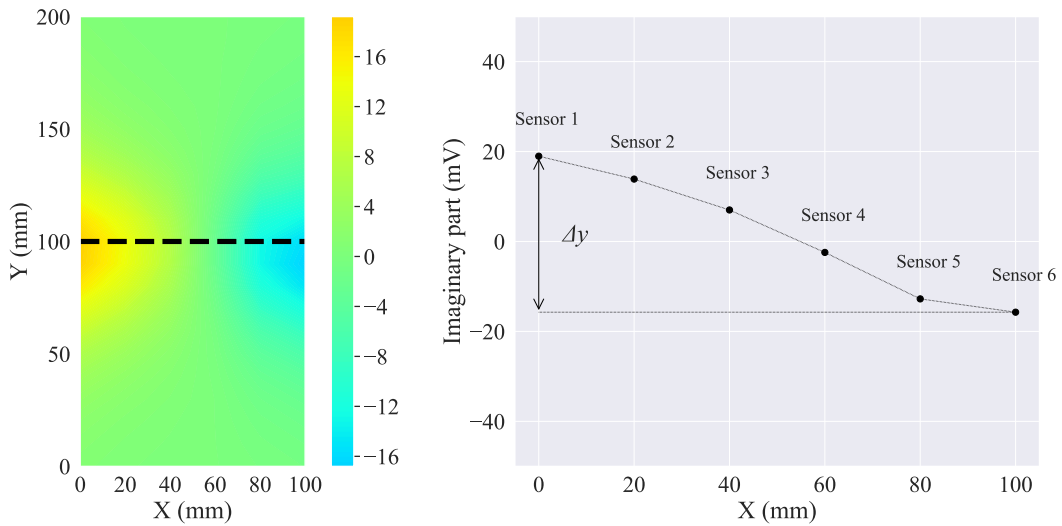 200
150
100
50
0
Y (mm)
0 20 40 60 80 100
X (mm)
16
12
8
4
0
−4
−8
−12
−16
40
20
0
−20
−40
Imaginary part (mV)
Sensor 1
Sensor 2
Sensor 3
Sensor 4
Sensor 5
Sensor 6
Δy
0 20 40 60 80 100
X (mm)